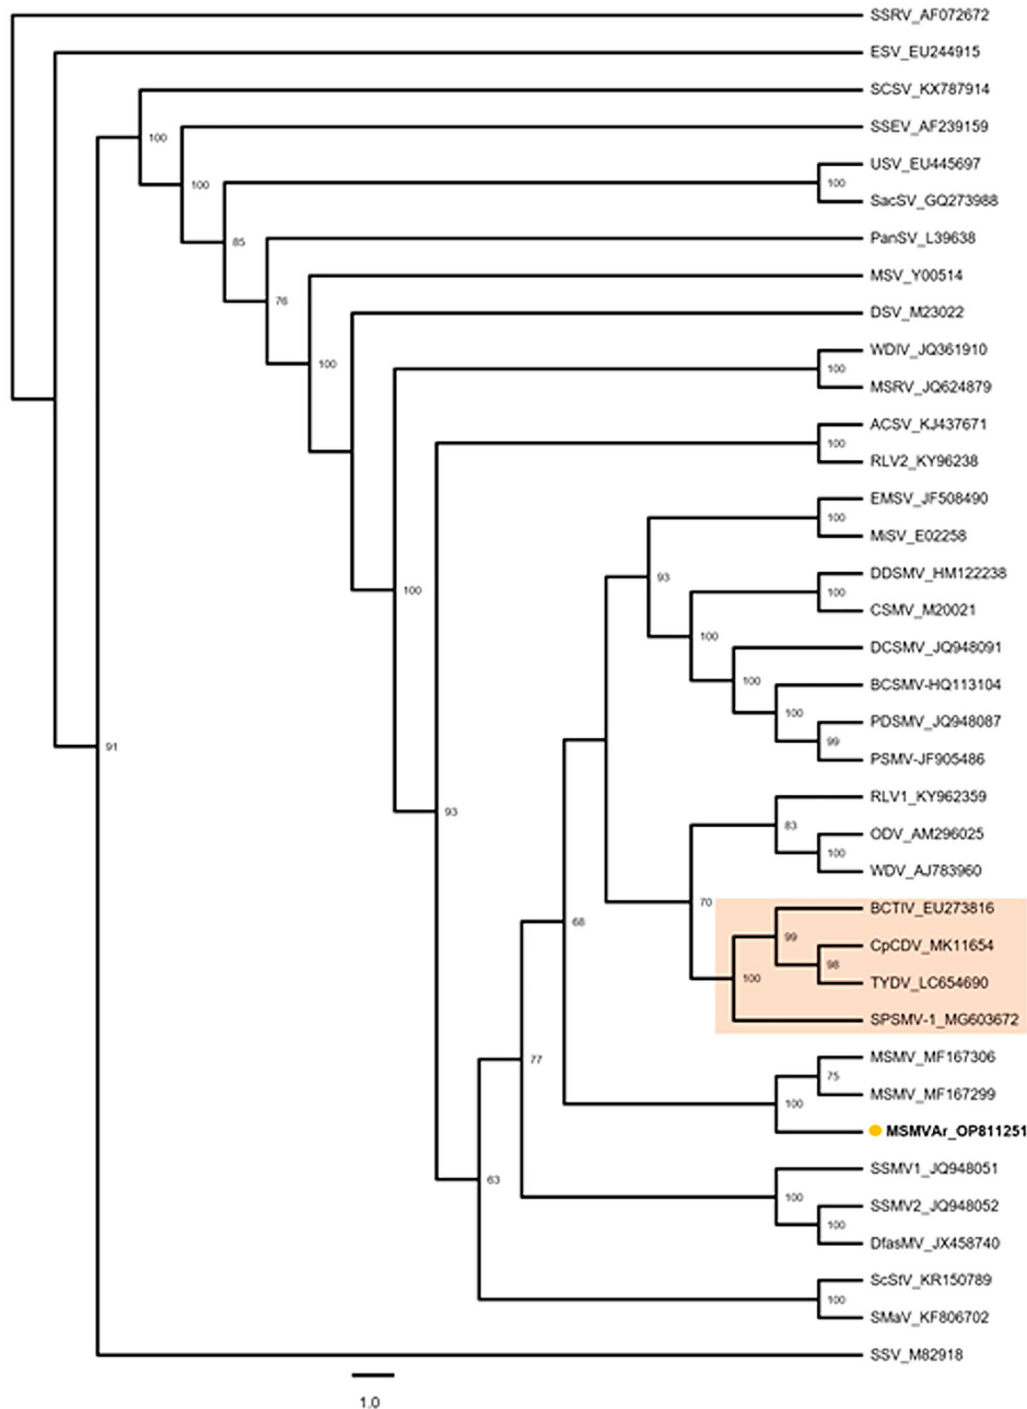 SSRV_AF072672
ESV_EU244915
SCSV_KX787914
100
SSEV_AF239159
100
USV_EU445697
100
SacSV_GQ273988
85
PanSV_L39638
76
MSV_Y00514
100
DSV_M23022
WDIV_JQ361910
100
MSRV_JQ624879
ACSV_KJ437671
100
RLV2_KY96238
EMSV_JF508490
100
MiSV_E02258
93
DDSMV_HM122238
100
100
CSMV_M20021
100
DCSMV_JQ948091
100
BCSMV-HQ113104
100
PDSMV_JQ948087
99
91
PSMV-JF905486
RLV1_KY962359
93
83
ODV_AM296025
100
WDV_AJ783960
70
BCTIV_EU273816
68
99
CpCDV_MK11654
98
100
TYDV_LC654690
SPSMV-1_MG603672
MSMV_MF167306
77
75
MSMV_MF167299
100
MSMVAr_OP811251
SSMV1_JQ948051
63
100
SSMV2_JQ948052
100
DfasMV_JX458740
ScStV_KR150789
100
SMaV_KF806702
SSV_M82918
1.0